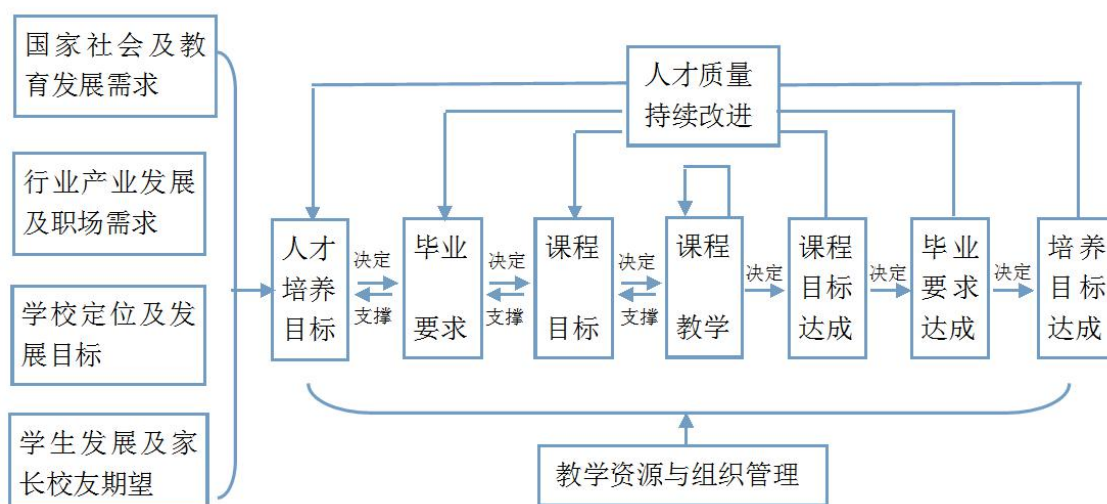 国家社会及教
育发展需求
行业产业发展
及职场需求
学校定位及发
展目标
学生发展及家
长校友期望
人才质量
持续改进
人才
培养
目标
决定
支撑
毕业
要求
决定
支撑
课程
目标
决定
支撑
课程
教学
决定
课程
目标
达成
决定
毕业
要求
达成
决定
培养
目标
达成
教学资源与组织管理